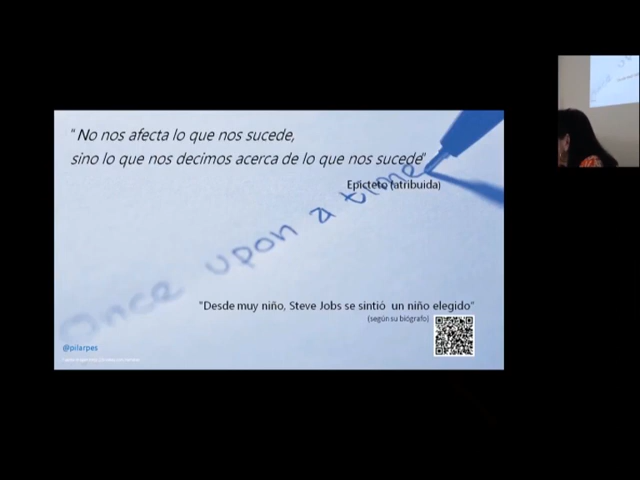 "No nos afecta lo que nos sucede,
sino lo que nos decimos acerca de lo que nos sucede"
Epicteto (atribuida)
Once upon a time
"Desde muy niño, Steve Jobs se sintió un niño elegido"
(según su biógrafo)
@pilarpes